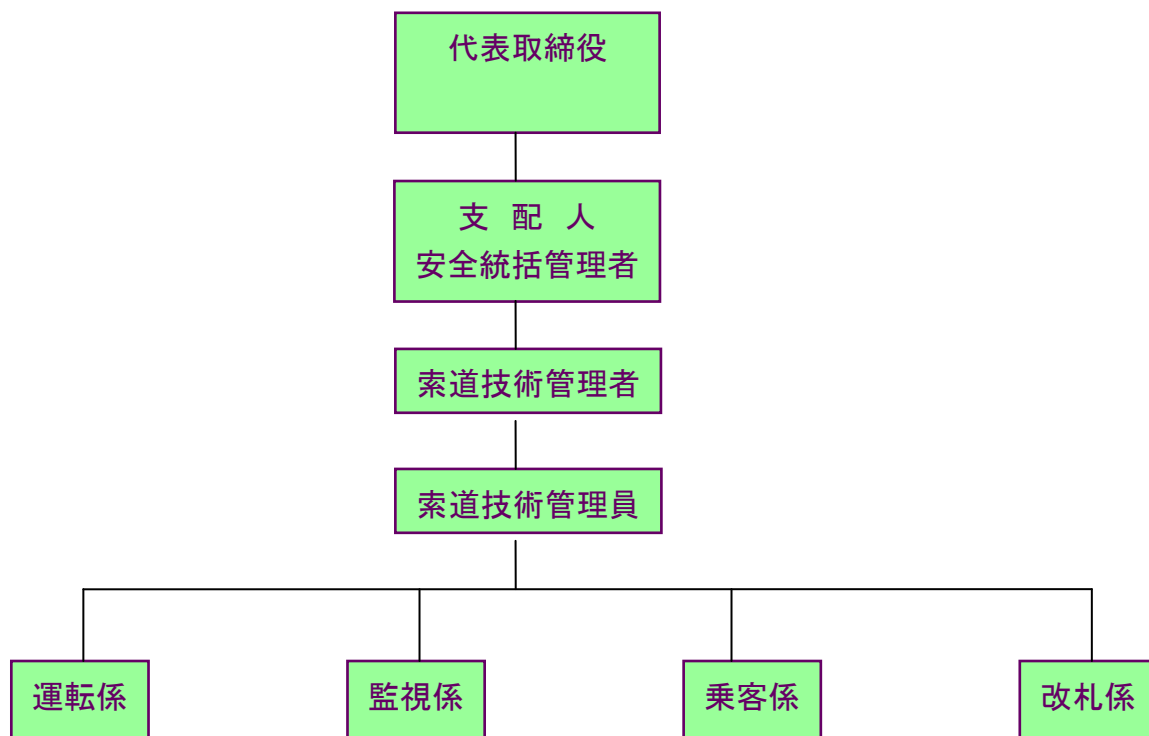 代表取締役
支 配 人
安全統括管理者
索道技術管理者
索道技術管理員
運転係
監視係
乗客係
改札係